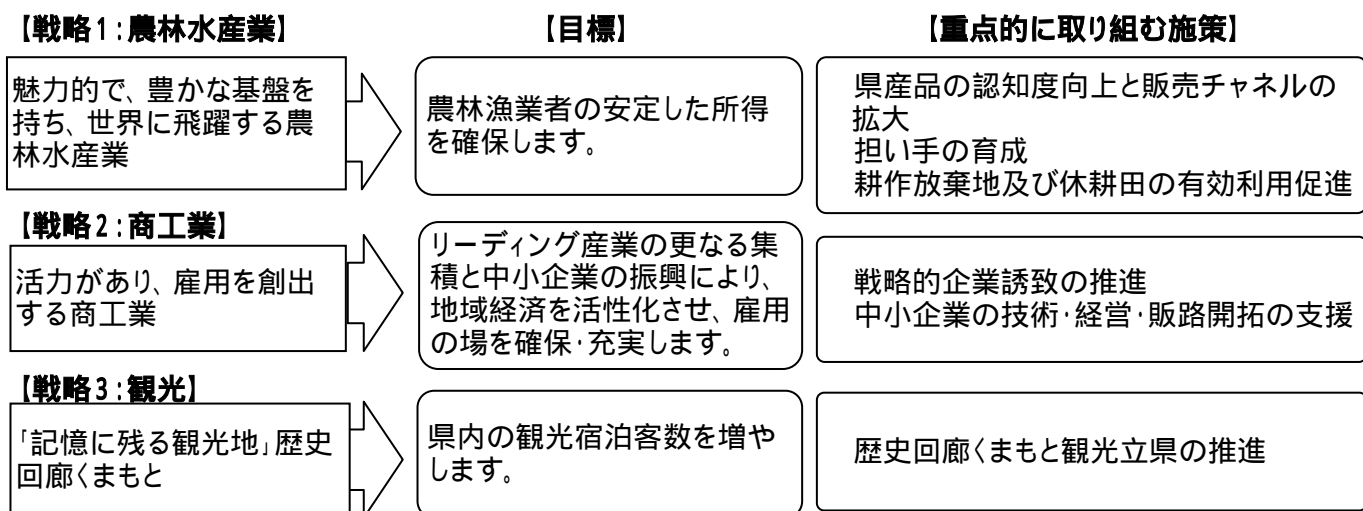 【戦略1:農林水産業】
【目標】
【重点的に取り組む施策】
魅力的で、豊かな基盤を
持ち、世界に飛躍する農
林水産業
農林漁業者の安定した所得
を確保します。
県産品の認知度向上と販売チャネルの
拡大
担い手の育成
耕作放棄地及び休耕田の有効利用促進
【戦略2:商工業】
活力があり、雇用を創出
する商工業
リーディング産業の更なる集
積と中小企業の振興により、
地域経済を活性化させ、雇用
の場を確保・充実します。
戦略的企業誘致の推進
中小企業の技術・経営・販路開拓の支援
【戦略3:観光】
「記憶に残る観光地」歴史
回廊くまもと
県内の観光宿泊客数を増や
します。
歴史回廊くまもと観光立県の推進